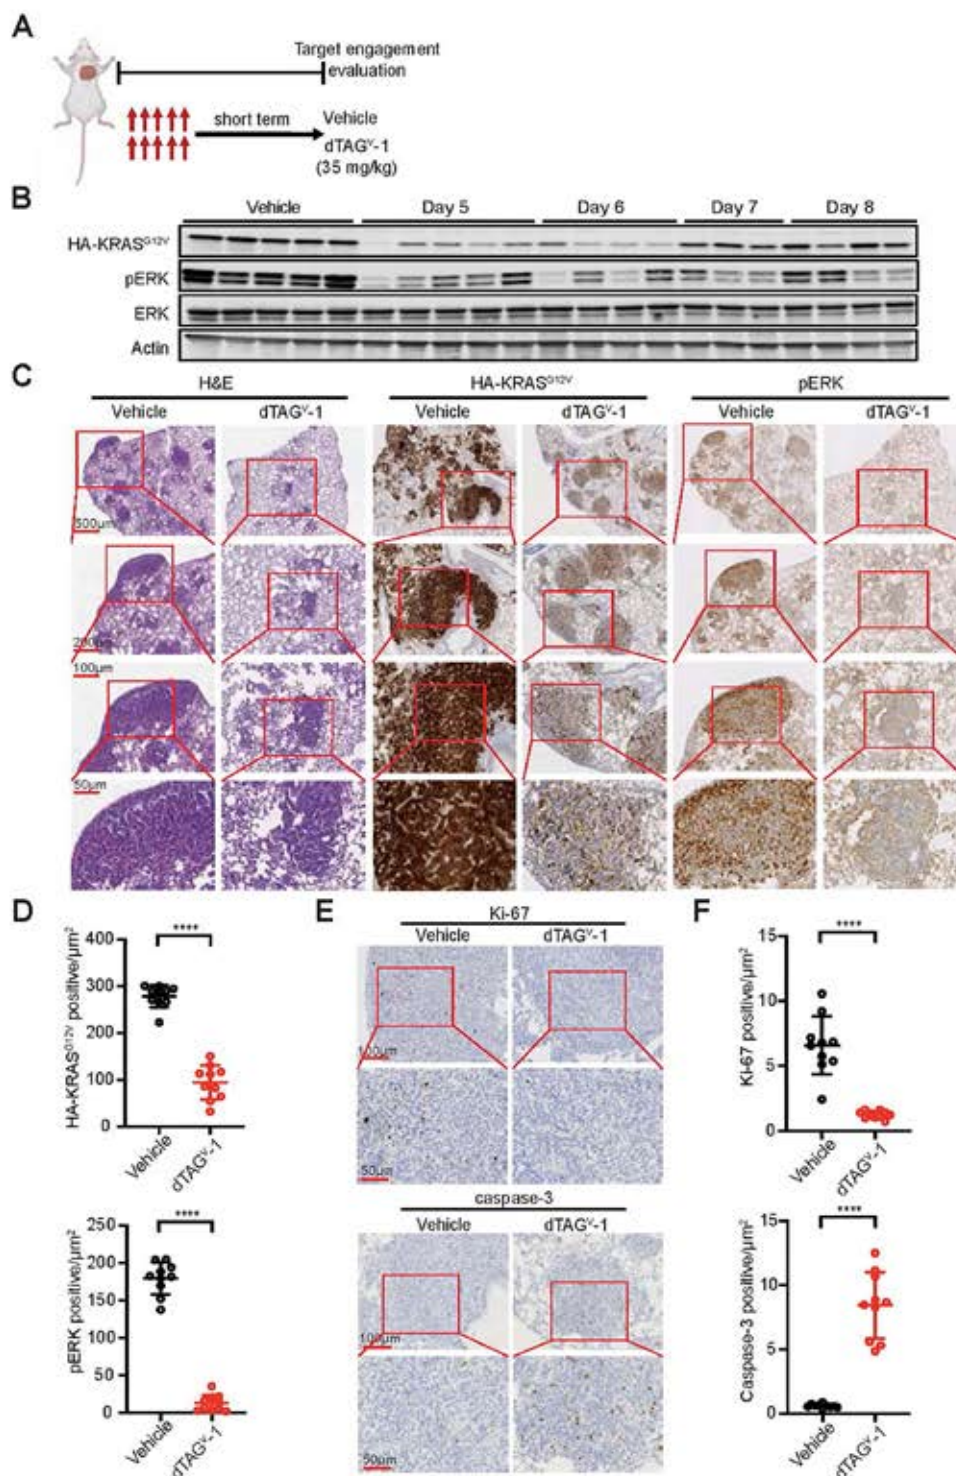 A
Target engagement
evaluation
short term
Vehicle
dTAGⱽ-1
(35 mg/kg)
B
Vehicle Day 5 Day 6 Day 7 Day 8
HA-KRASᴳ¹²ⱽ
pERK
ERK
Actin
C
H&E HA-KRASᴳ¹²ⱽ pERK
Vehicle dTAGⱽ-1 Vehicle dTAGⱽ-1 Vehicle dTAGⱽ-1
500µm
200µm
100µm
50µm
D
****
HA-KRASᴳ¹²ⱽ positive/µm²
400
300
200
100
0
Vehicle
dTAGⱽ-1
****
pERK positive/µm²
250
200
150
100
50
0
Vehicle
dTAGⱽ-1
E
Ki-67
Vehicle dTAGⱽ-1
100µm
50µm
caspase-3
Vehicle dTAGⱽ-1
100µm
50µm
F
****
Ki-67 positive/µm²
15
10
5
0
Vehicle
dTAGⱽ-1
****
Caspase-3 positive/µm²
15
10
5
0
Vehicle
dTAGⱽ-1